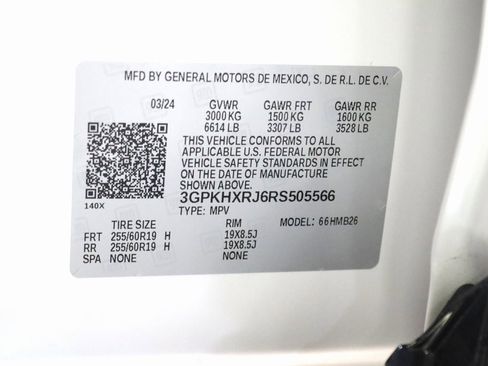 MFD BY GENERAL MOTORS DE MEXICO, S. DE R.L. DE C.V.
03/24 GVWR GAWR FRT GAWR RR
3000 KG 1500 KG 1600 KG
6614 LB 3307 LB 3528 LB
THIS VEHICLE CONFORMS TO ALL
APPLICABLE U.S. FEDERAL MOTOR
VEHICLE SAFETY STANDARDS IN EFFECT
ON THE DATE OF MANUFACTURE
SHOWN ABOVE.
3GPKHXRJ6RS505566
140X TYPE: MPV
TIRE SIZE RIM MODEL: 66HMB26
FRT 255/60R19 H 19X8.5J
RR 255/60R19 H 19X8.5J
SPA NONE NONE